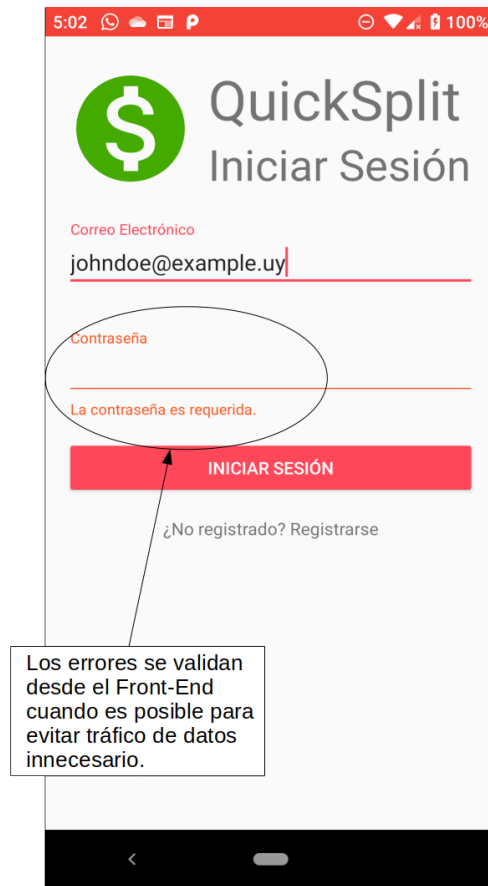 5:02 100%
QuickSplit
Iniciar Sesión
Correo Electrónico
johndoe@example.uy
Contraseña
La contraseña es requerida.
INICIAR SESIÓN
¿No registrado? Registrarse
Los errores se validan
desde el Front-End
cuando es posible para
evitar tráfico de datos
innecesario.